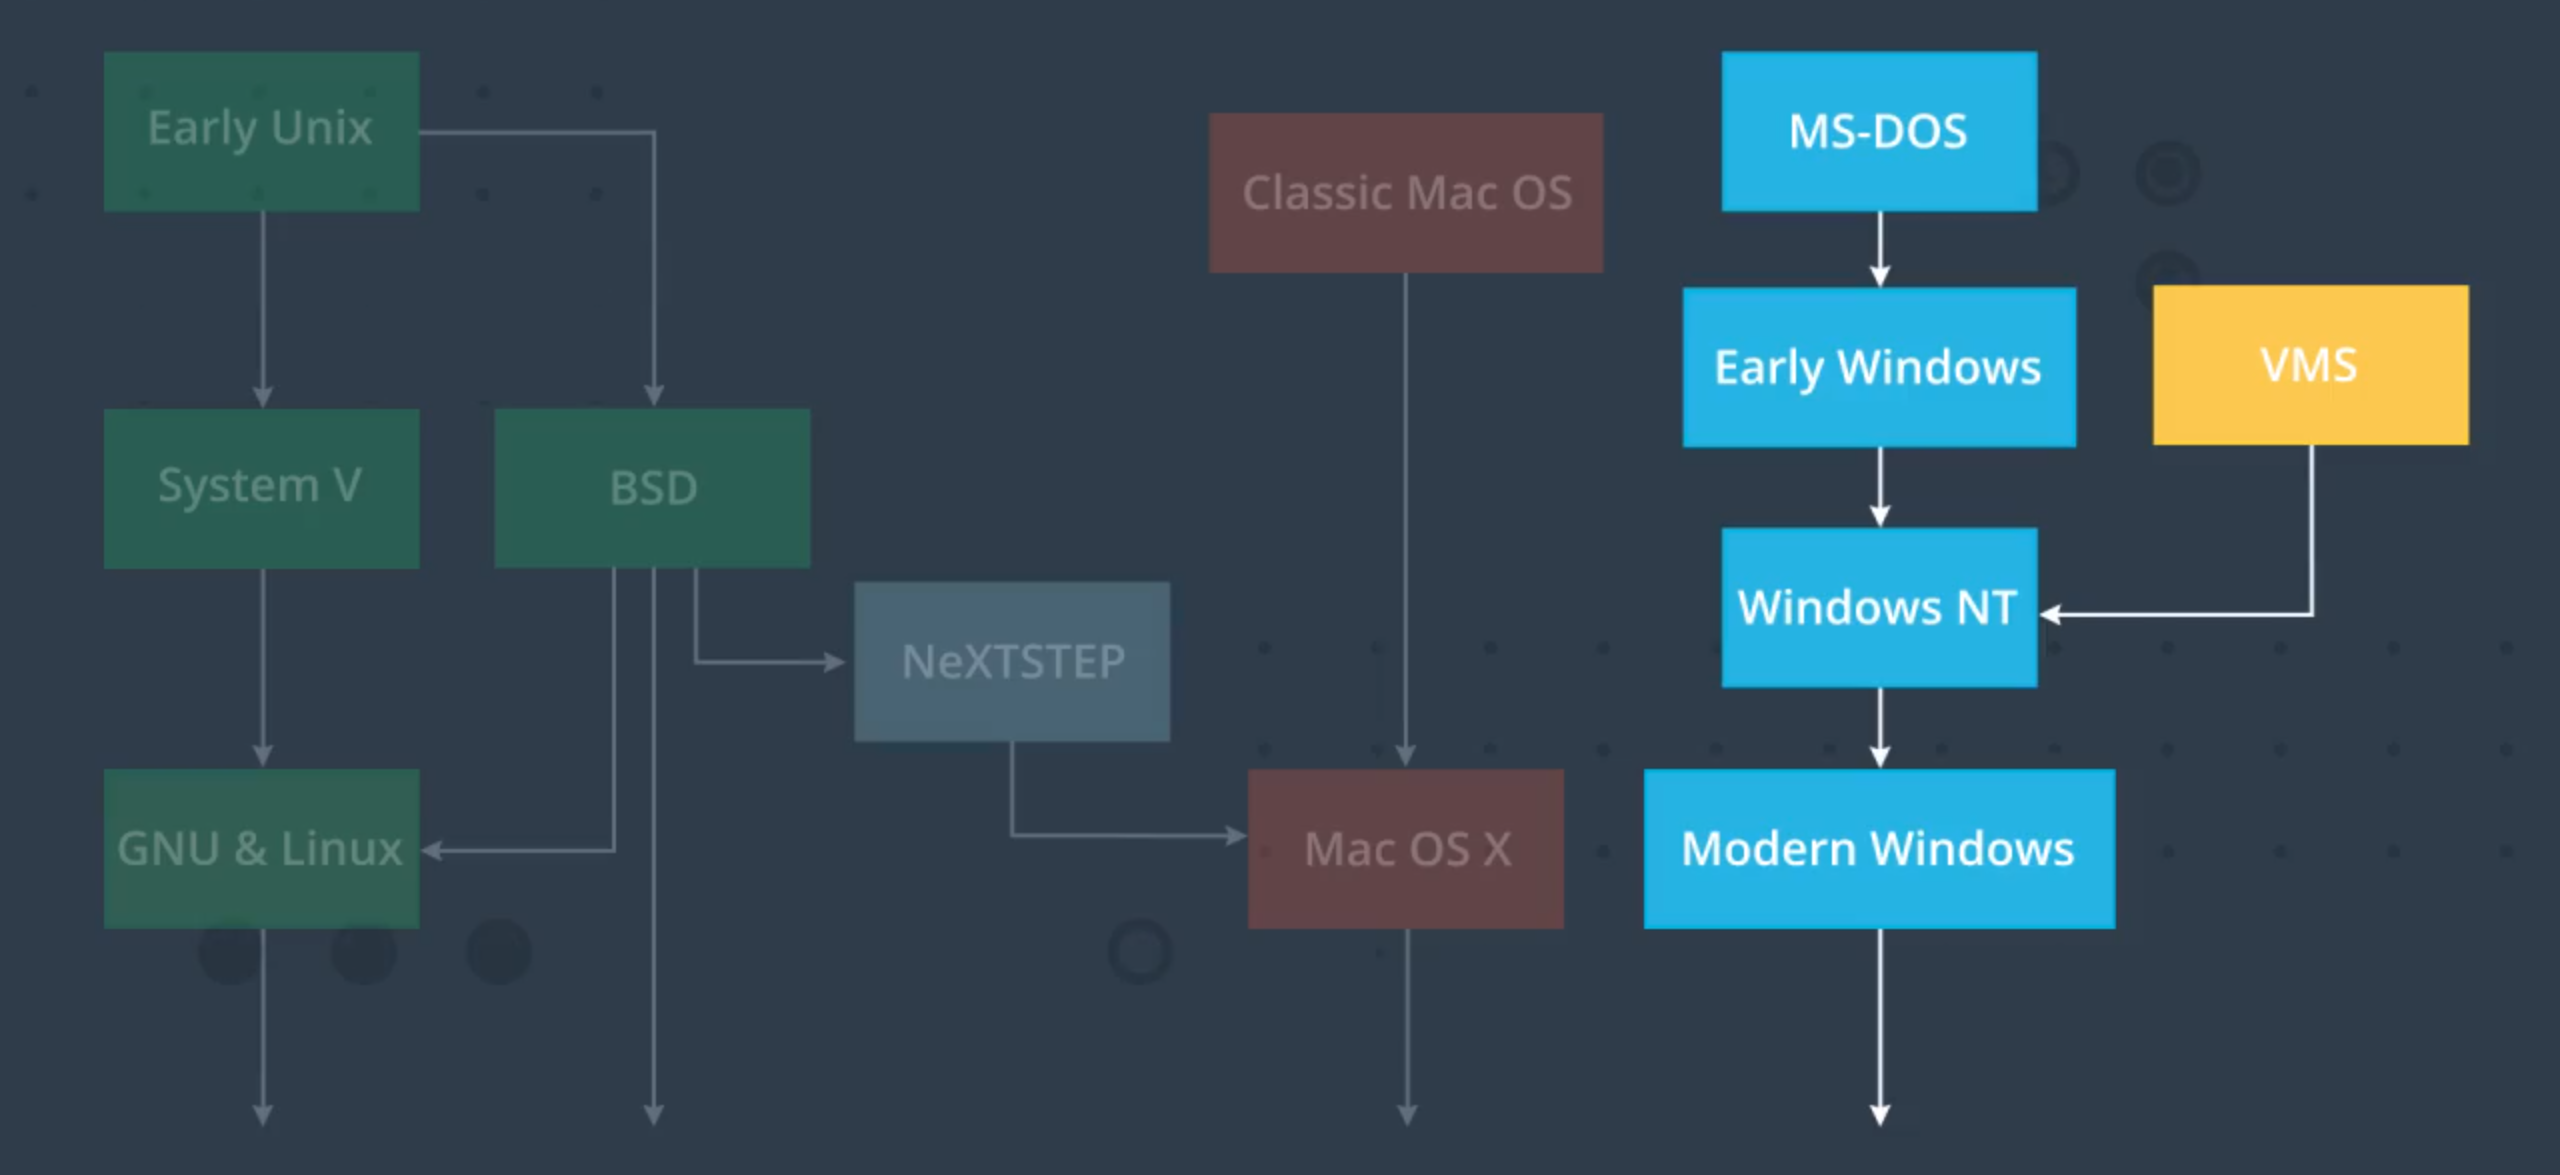 Early Unix
Classic Mac OS
MS-DOS
Early Windows
VMS
System V
BSD
NeXTSTEP
Windows NT
GNU & Linux
Mac OS X
Modern Windows